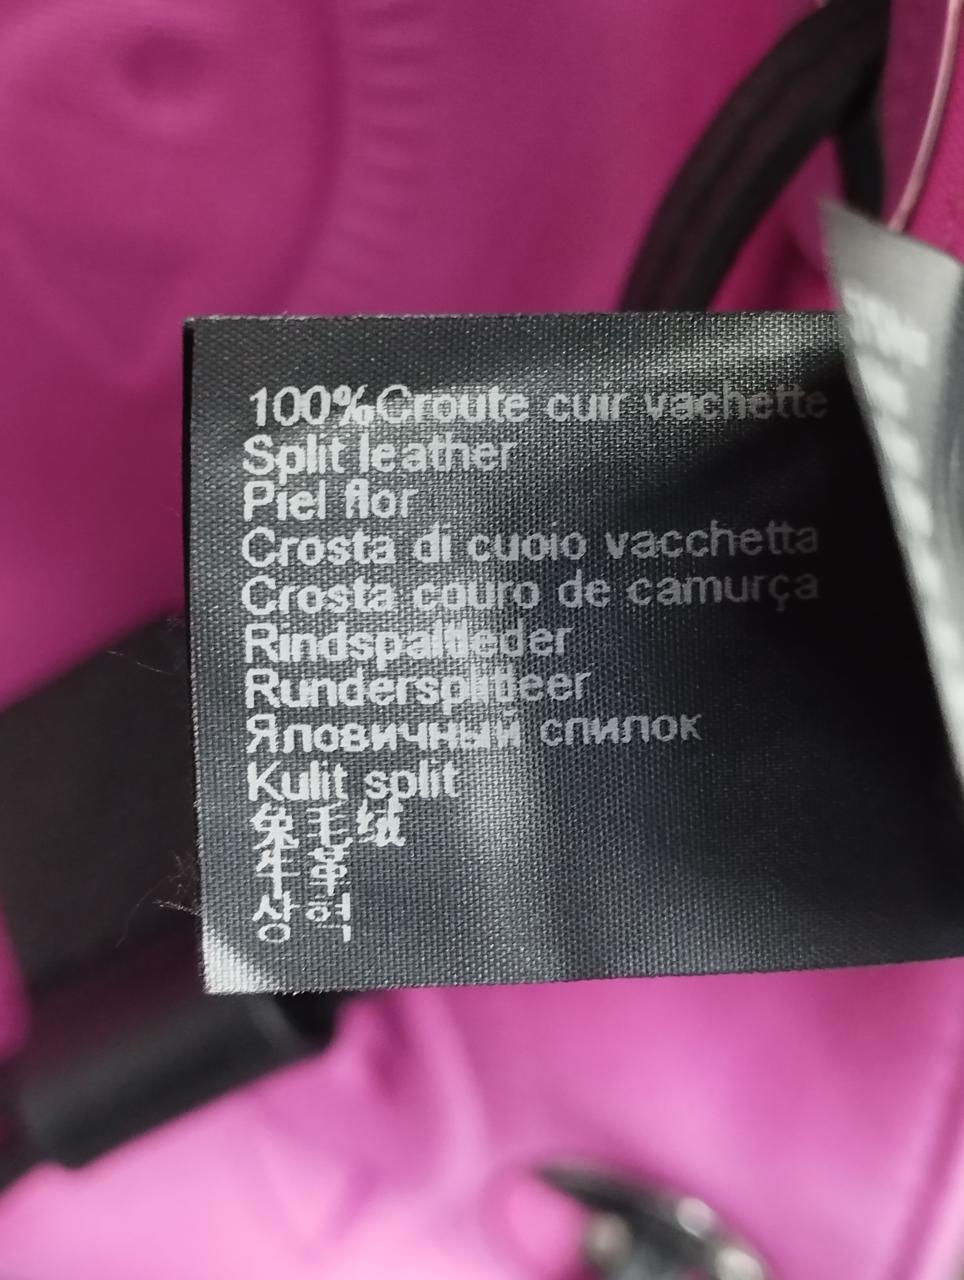 100%Croute cuir vachette
Split leather
Piel flor
Crosta di cuoio vacchetta
Crosta couro de camurça
Rindspaltleder
Rundersplitleer
Яловичный спилок
Kulit split
兔毛绒
牛革
상혁